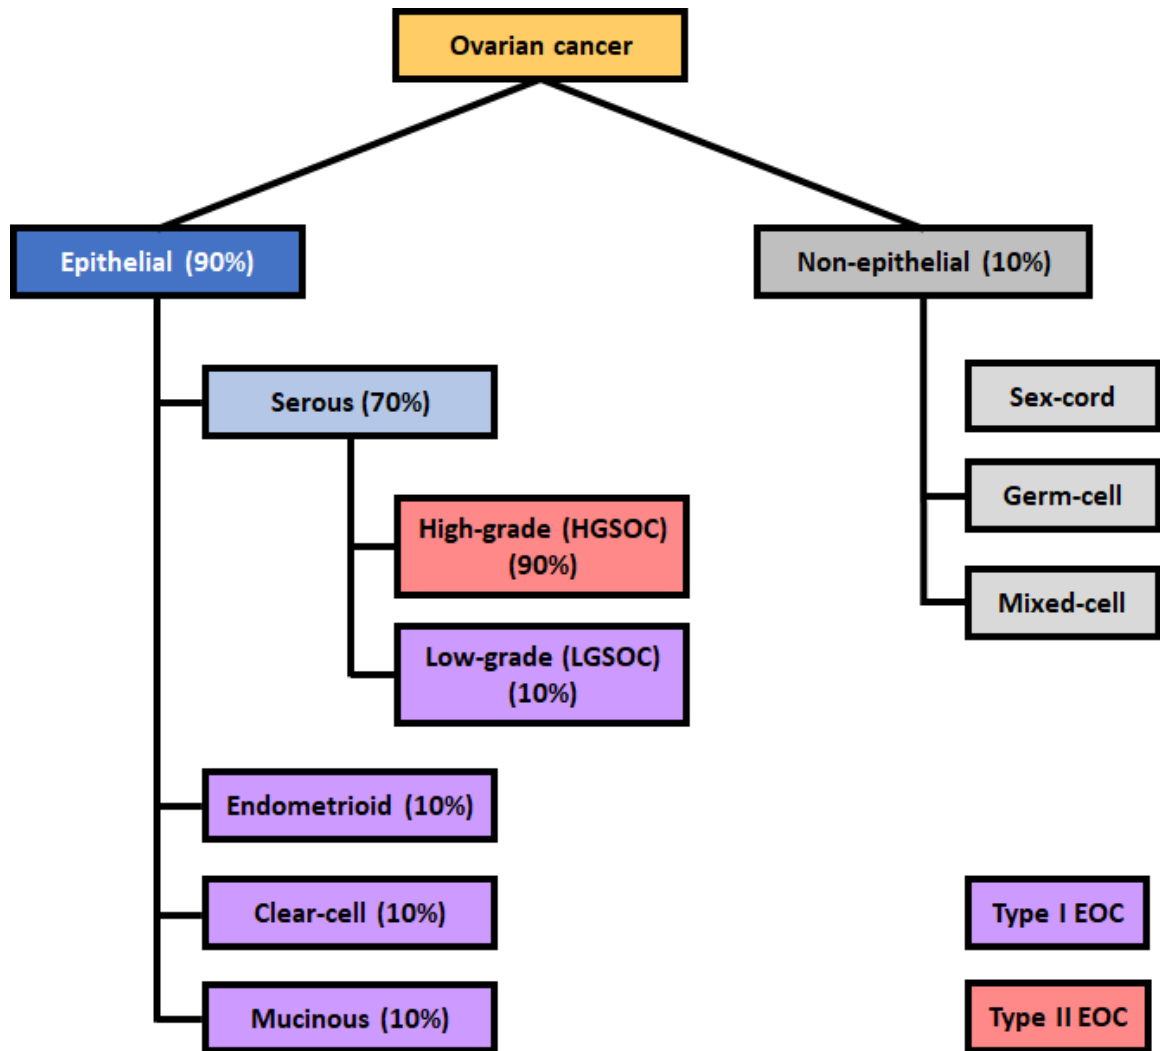 Ovarian cancer
Epithelial (90%)
Non-epithelial (10%)
Serous (70%)
Sex-cord
High-grade (HGSOC)
(90%)
Germ-cell
Low-grade (LGSOC)
(10%)
Mixed-cell
Endometrioid (10%)
Clear-cell (10%)
Type I EOC
Mucinous (10%)
Type II EOC